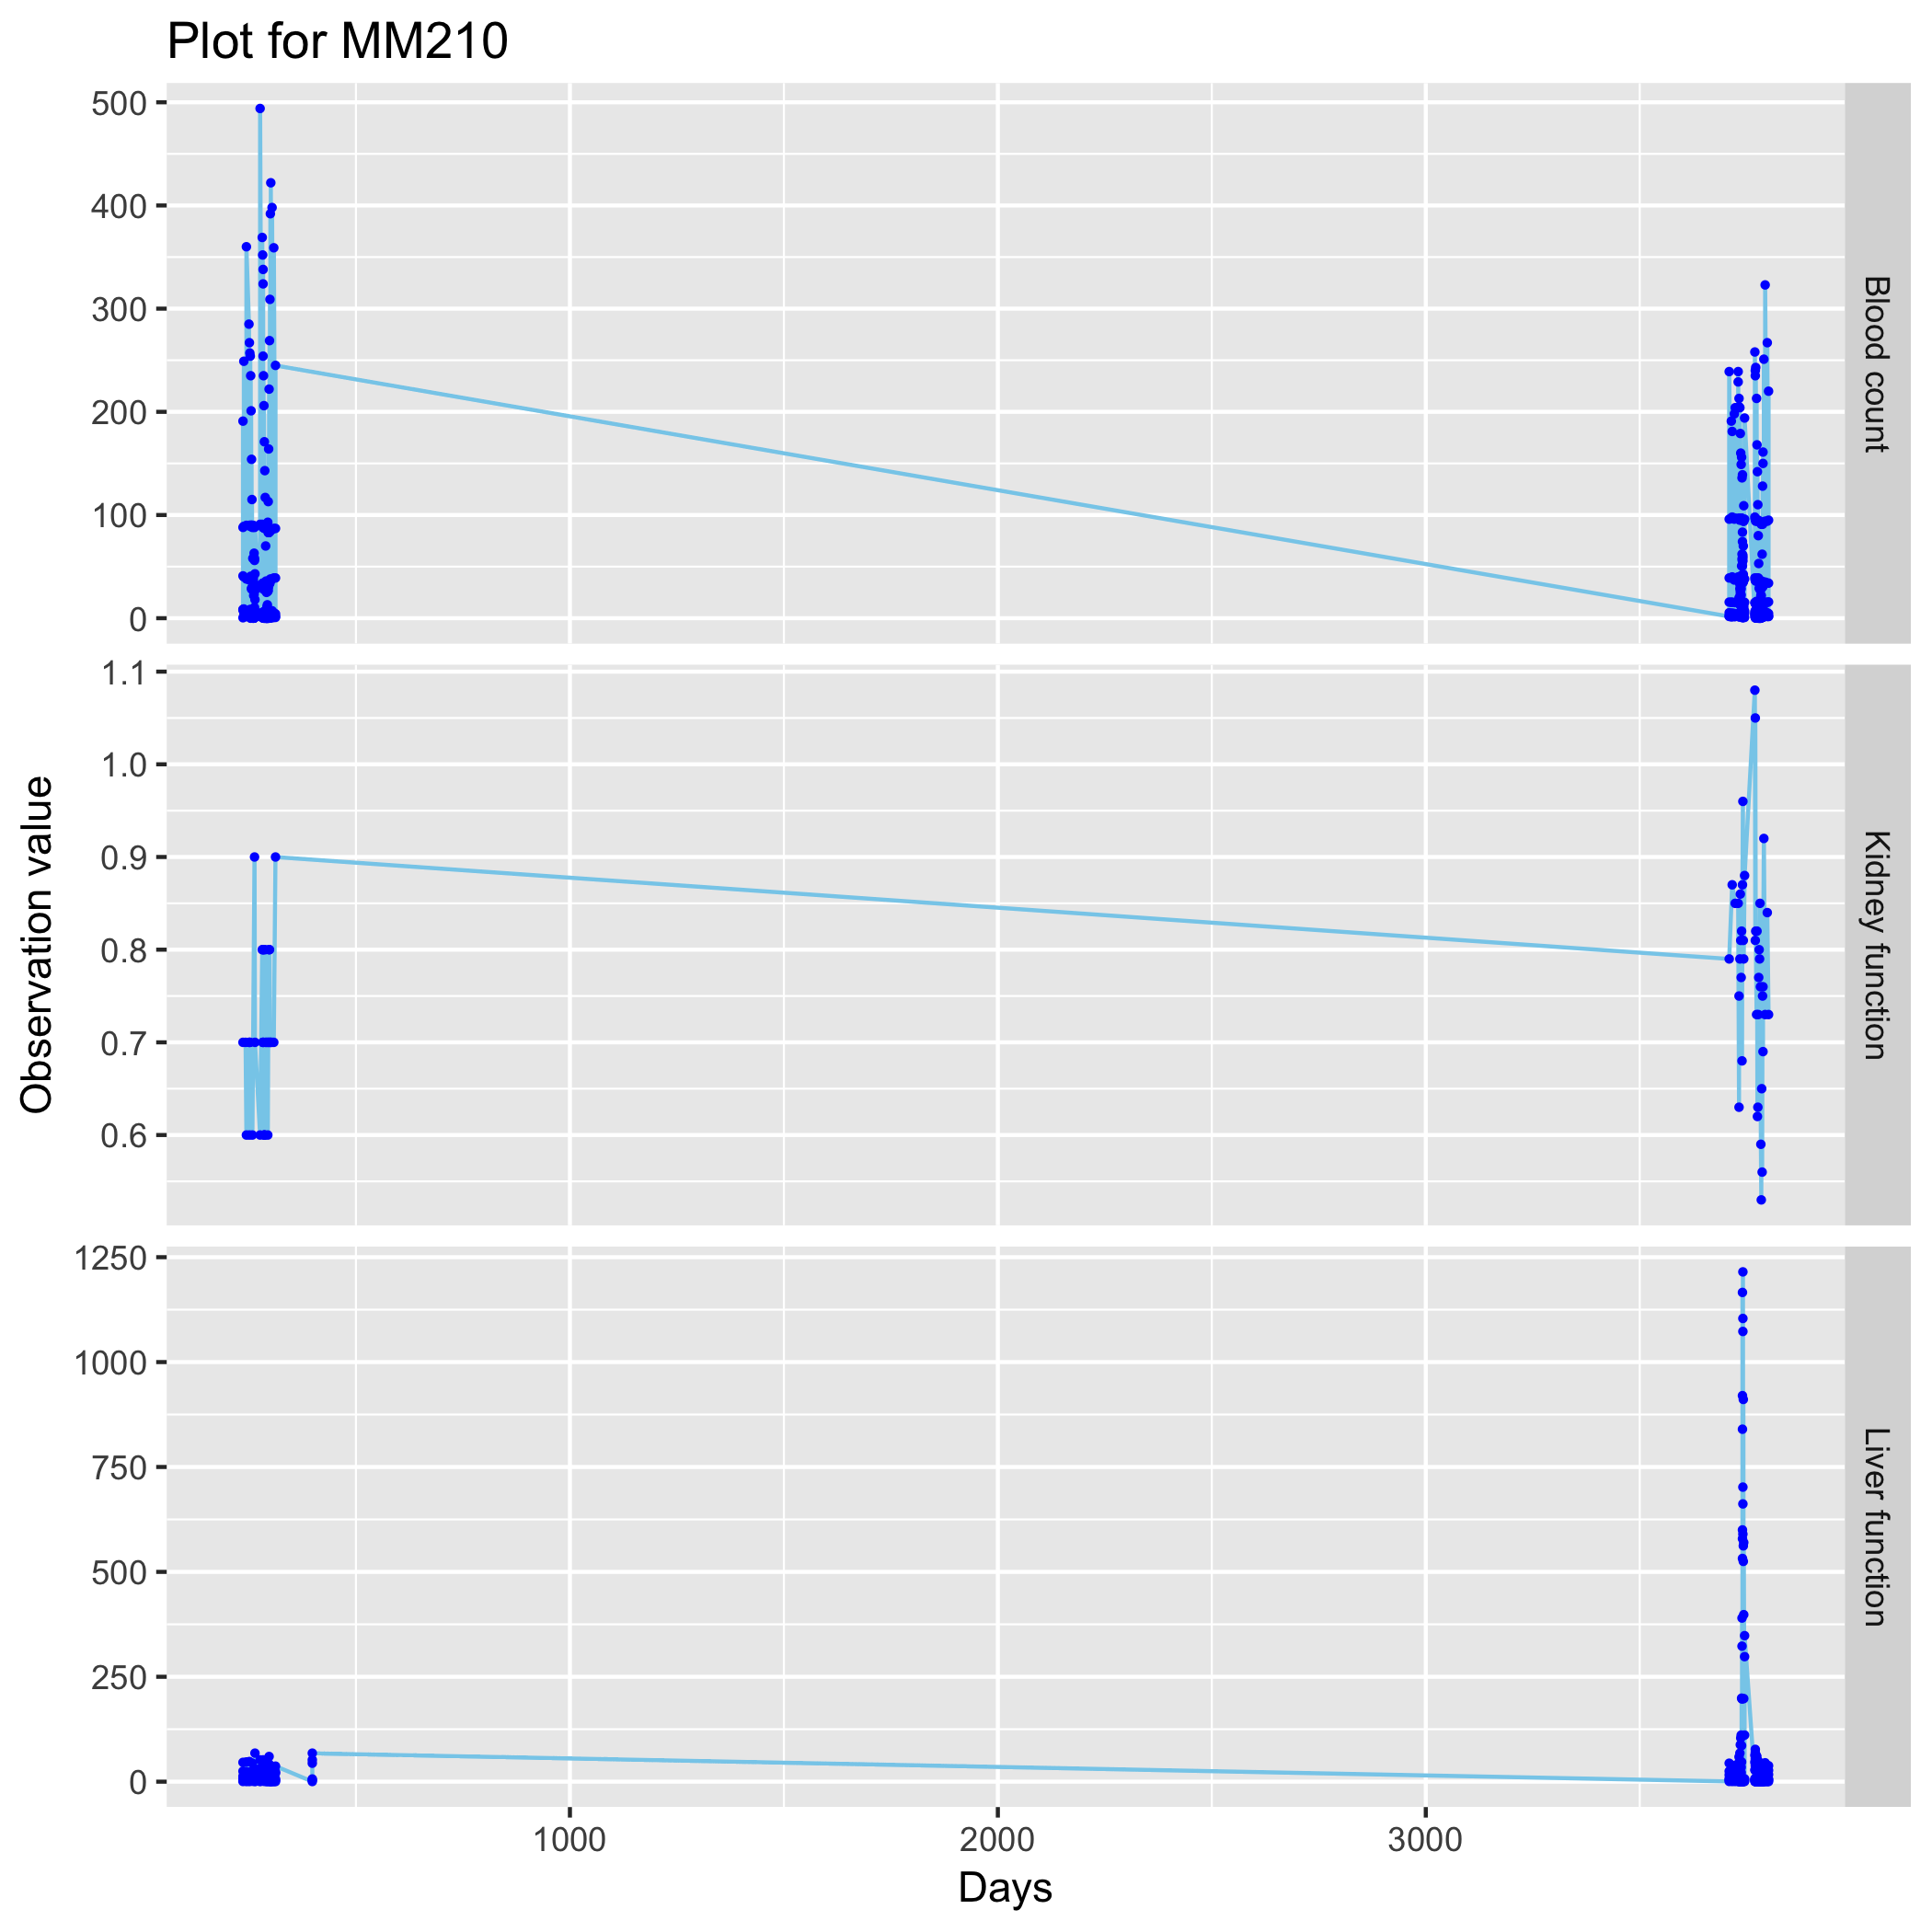 Plot for MM210
500
400
300
200
100
0
Blood count
1.1
1.0
0.9
0.8
0.7
0.6
Kidney function
1250
1000
750
500
250
0
Liver function
Observation value
1000 2000 3000
Days